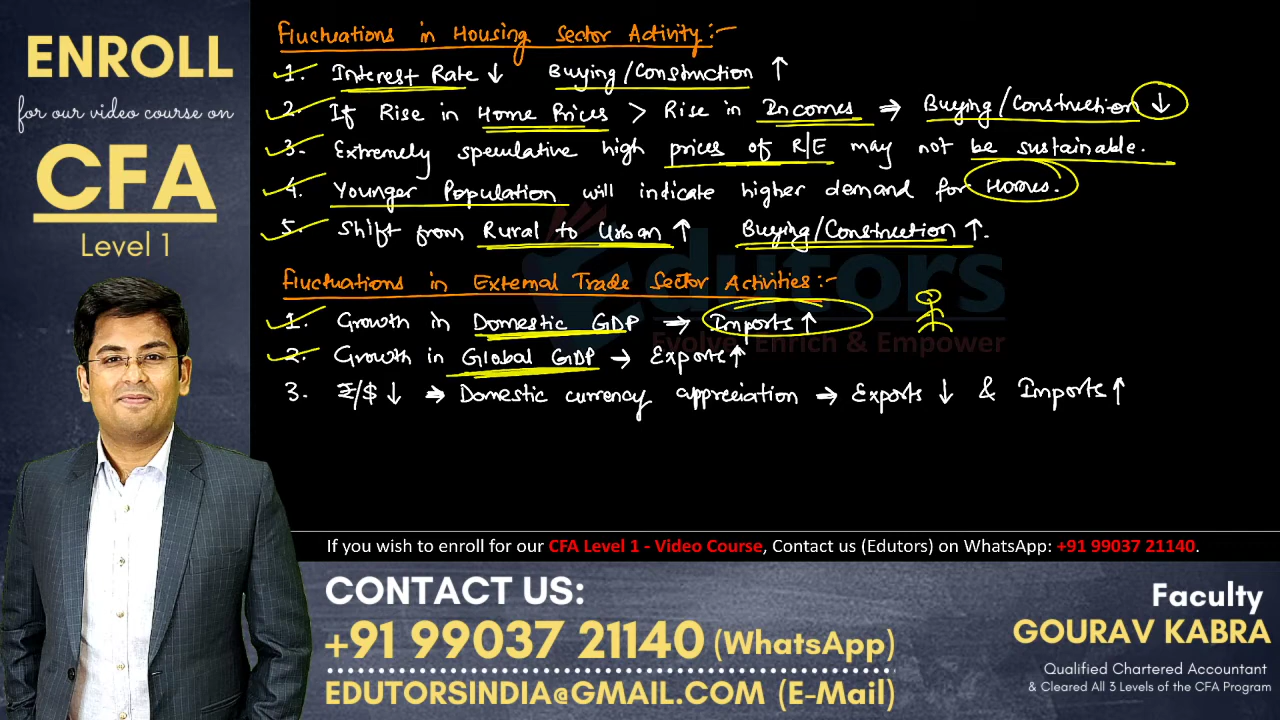 ENROLL
for our video course on
CFA
Level 1
Fluctuations in Housing Sector Activity:-
1. Interest Rate ↓ Buying/Construction ↑
2. If Rise in Home Prices > Rise in Incomes ⇒ Buying/Construction ↓
3. Extremely speculative high prices of R/E may not be sustainable.
4. Younger Population will indicate higher demand for Homes.
5. Shift from Rural to Urban ↑ Buying/Construction ↑.
Fluctuations in External Trade Sector Activities:-
1. Growth in Domestic GDP ⇒ Imports ↑
2. Growth in Global GDP → Exports ↑
3. ₹/$ ↓ ⇒ Domestic currency appreciation ⇒ Exports ↓ & Imports ↑
Edutors
Evolve, Enrich & Empower
If you wish to enroll for our CFA Level 1 - Video Course, Contact us (Edutors) on WhatsApp: +91 99037 21140.
CONTACT US:
+91 99037 21140 (WhatsApp)
EDUTORSINDIA@GMAIL.COM (E-Mail)
Faculty
GOURAV KABRA
Qualified Chartered Accountant
& Cleared All 3 Levels of the CFA Program